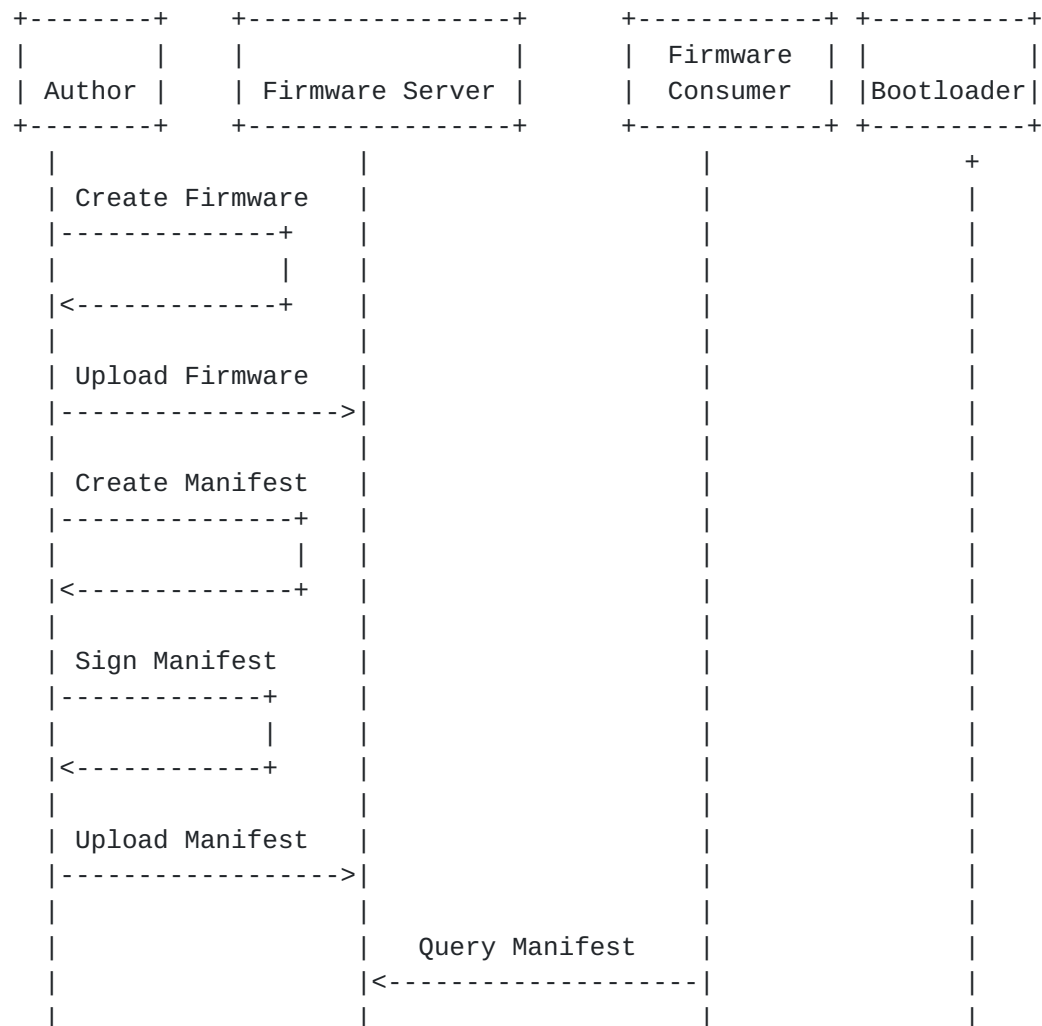 +--------+    +-----------------+      +------------+ +----------+
|        |    |                 |      |  Firmware  | |          |
| Author |    | Firmware Server |      |  Consumer  | |Bootloader|
+--------+    +-----------------+      +------------+ +----------+
  |                   |                     |                +
  | Create Firmware   |                     |                |
  |--------------+    |                     |                |
  |              |    |                     |                |
  |<-------------+    |                     |                |
  |                   |                     |                |
  | Upload Firmware   |                     |                |
  |------------------>|                     |                |
  |                   |                     |                |
  | Create Manifest   |                     |                |
  |---------------+   |                     |                |
  |               |   |                     |                |
  |<--------------+   |                     |                |
  |                   |                     |                |
  | Sign Manifest     |                     |                |
  |-------------+     |                     |                |
  |             |     |                     |                |
  |<------------+     |                     |                |
  |                   |                     |                |
  | Upload Manifest   |                     |                |
  |------------------>|                     |                |
  |                   |                     |                |
  |                   |   Query Manifest    |                |
  |                   |<--------------------|                |
  |                   |                     |                |